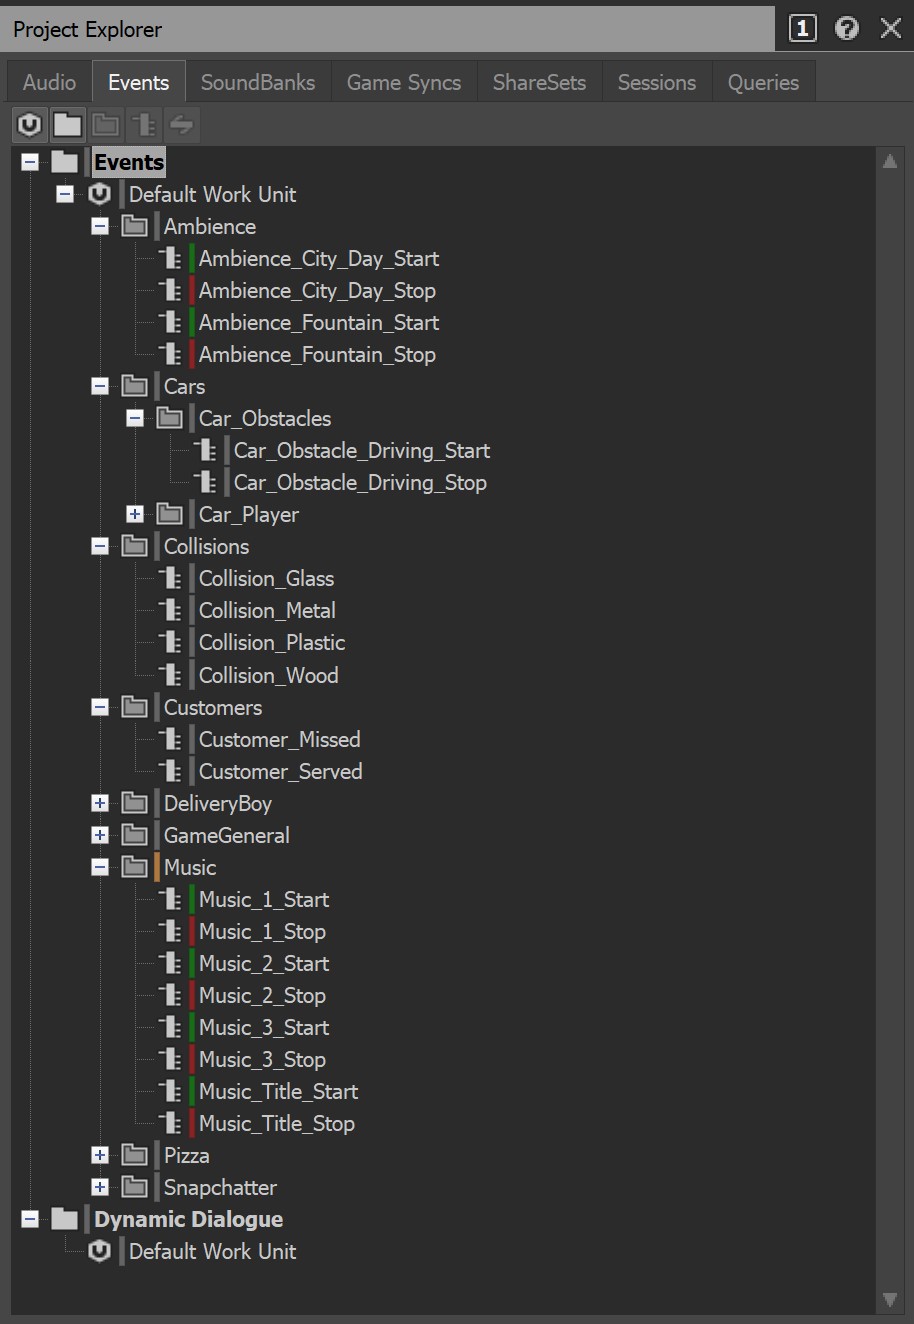 Project Explorer 1
Audio Events SoundBanks Game Syncs ShareSets Sessions Queries
Events
Default Work Unit
Ambience
Ambience_City_Day_Start
Ambience_City_Day_Stop
Ambience_Fountain_Start
Ambience_Fountain_Stop
Cars
Car_Obstacles
Car_Obstacle_Driving_Start
Car_Obstacle_Driving_Stop
Car_Player
Collisions
Collision_Glass
Collision_Metal
Collision_Plastic
Collision_Wood
Customers
Customer_Missed
Customer_Served
DeliveryBoy
GameGeneral
Music
Music_1_Start
Music_1_Stop
Music_2_Start
Music_2_Stop
Music_3_Start
Music_3_Stop
Music_Title_Start
Music_Title_Stop
Pizza
Snapchatter
Dynamic Dialogue
Default Work Unit